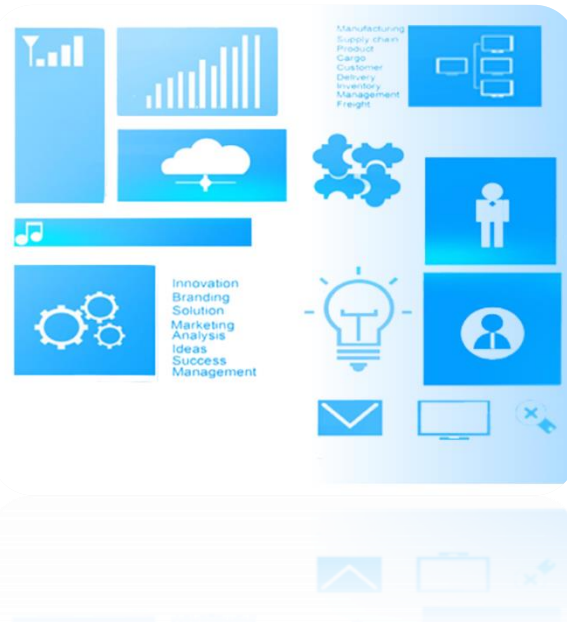 Manufacturing
Supply chain
Product
Cargo
Customer
Delivery
Inventory
Management
Freight
Innovation
Branding
Solution
Marketing
Analysis
Ideas
Success
Management